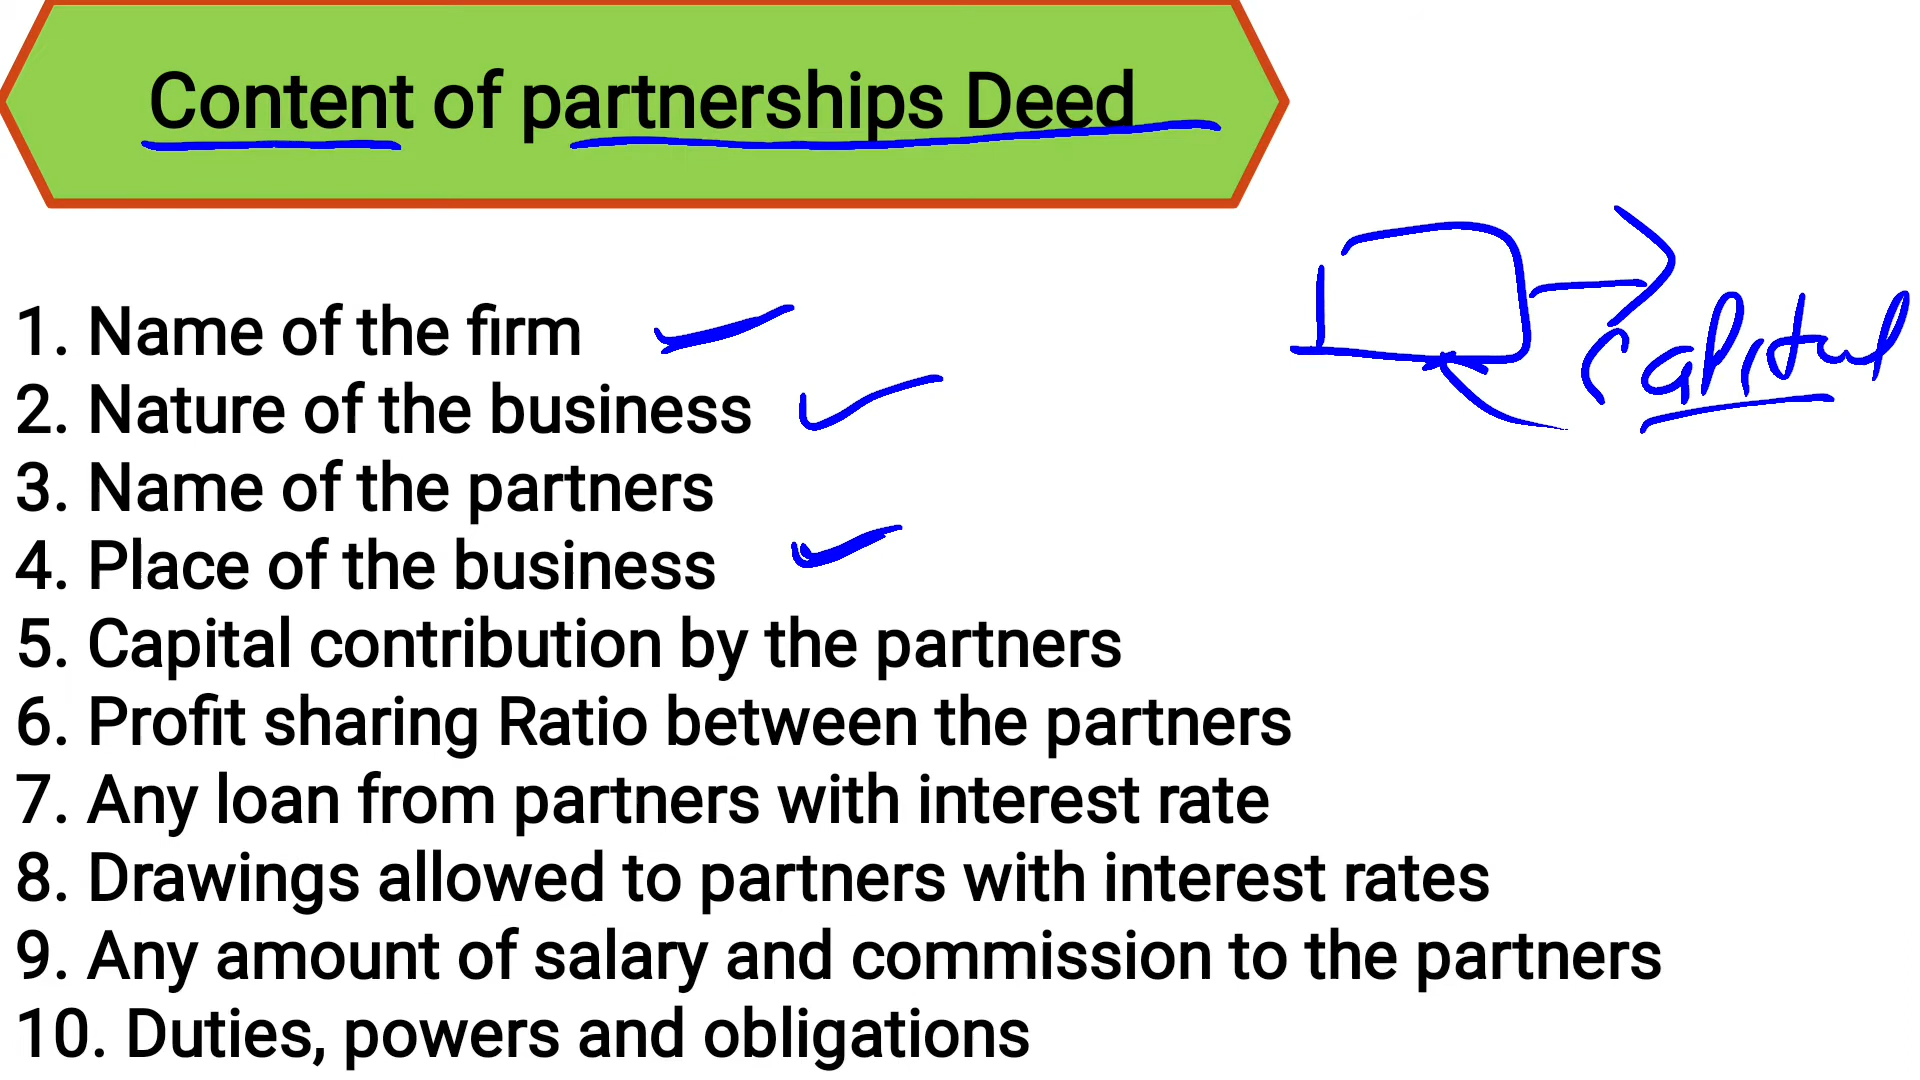 Content of partnerships Deed
1. Name of the firm
2. Nature of the business
3. Name of the partners
4. Place of the business
5. Capital contribution by the partners
6. Profit sharing Ratio between the partners
7. Any loan from partners with interest rate
8. Drawings allowed to partners with interest rates
9. Any amount of salary and commission to the partners
10. Duties, powers and obligations
Capital